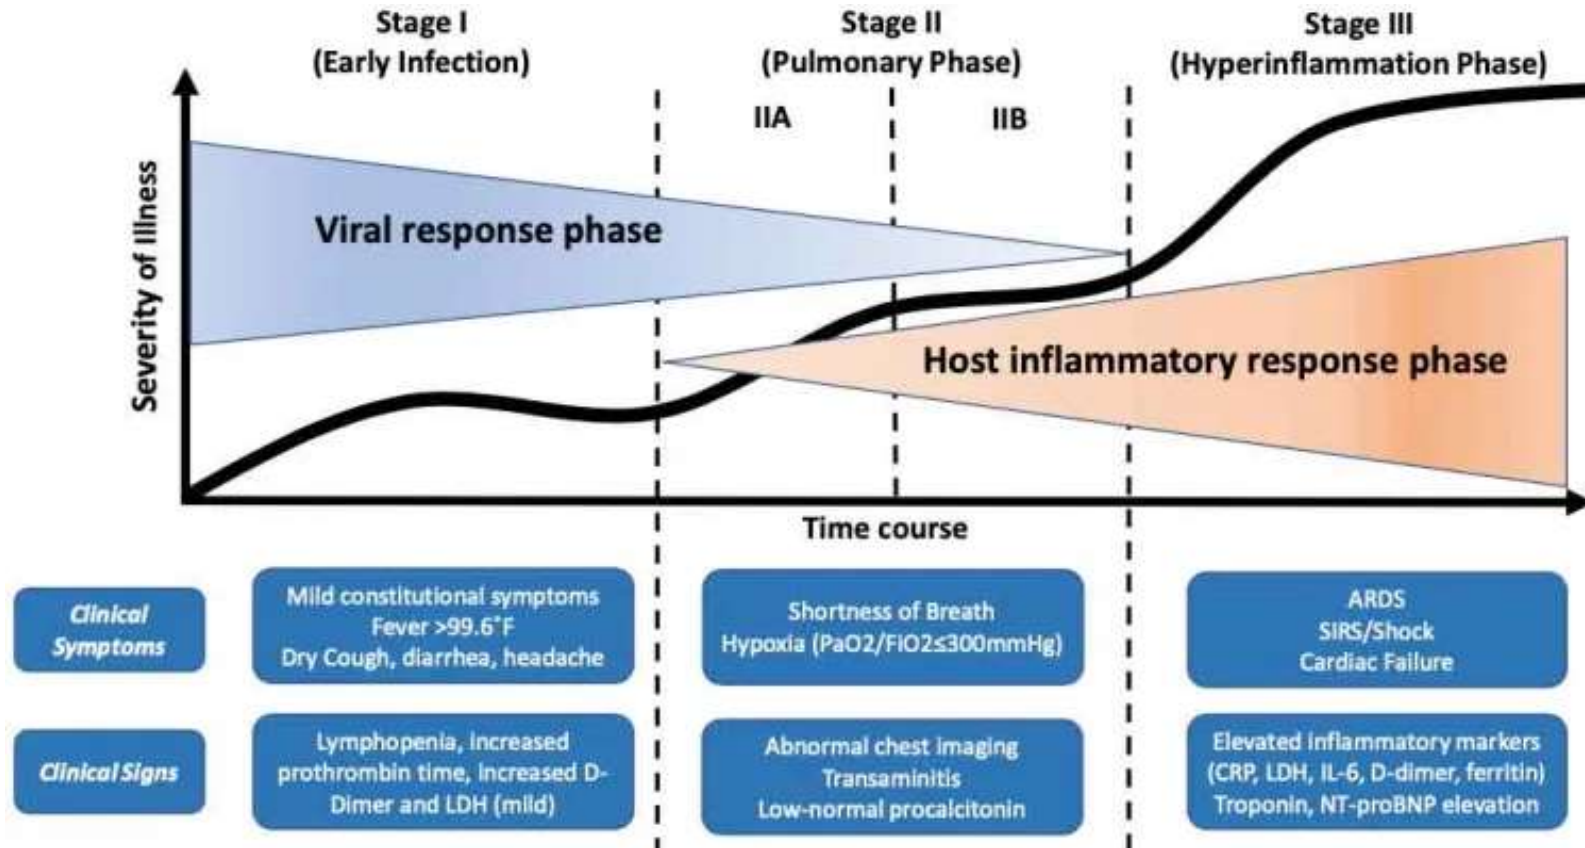 Stage I
(Early Infection)
Stage II
(Pulmonary Phase)
Stage III
(Hyperinflammation Phase)
IIA
IIB
Severity of Illness
Viral response phase
Host inflammatory response phase
Time course
Clinical
Symptoms
Mild constitutional symptoms
Fever >99.6°F
Dry Cough, diarrhea, headache
Shortness of Breath
Hypoxia (PaO2/FiO2≤300mmHg)
ARDS
SIRS/Shock
Cardiac Failure
Clinical Signs
Lymphopenia, increased
prothrombin time, increased D-
Dimer and LDH (mild)
Abnormal chest imaging
Transaminitis
Low-normal procalcitonin
Elevated inflammatory markers
(CRP, LDH, IL-6, D-dimer, ferritin)
Troponin, NT-proBNP elevation